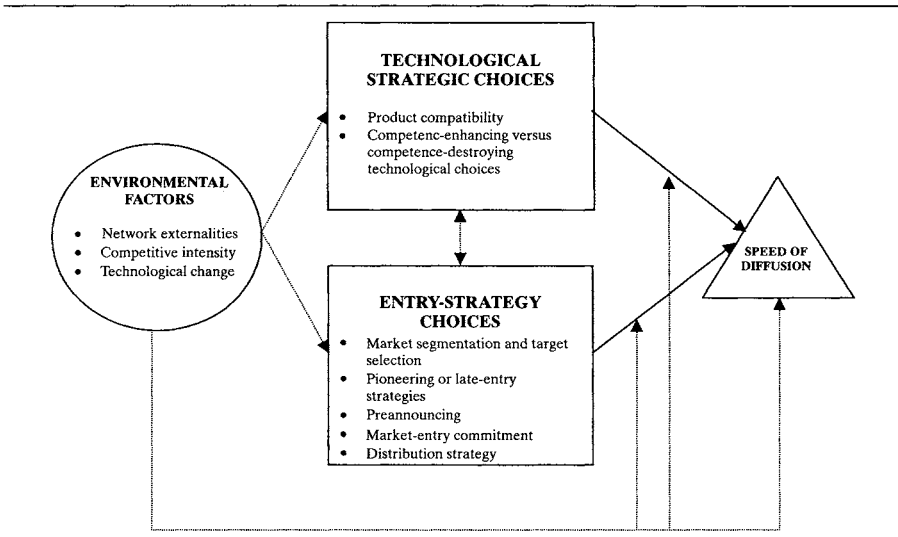 TECHNOLOGICAL
STRATEGIC CHOICES
• Product compatibility
• Competenc-enhancing versus
competence-destroying
technological choices
ENVIRONMENTAL
FACTORS
• Network externalities
• Competitive intensity
• Technological change
SPEED OF
DIFFUSION
ENTRY-STRATEGY
CHOICES
• Market segmentation and target
selection
• Pioneering or late-entry
strategies
• Preannouncing
• Market-entry commitment
• Distribution strategy